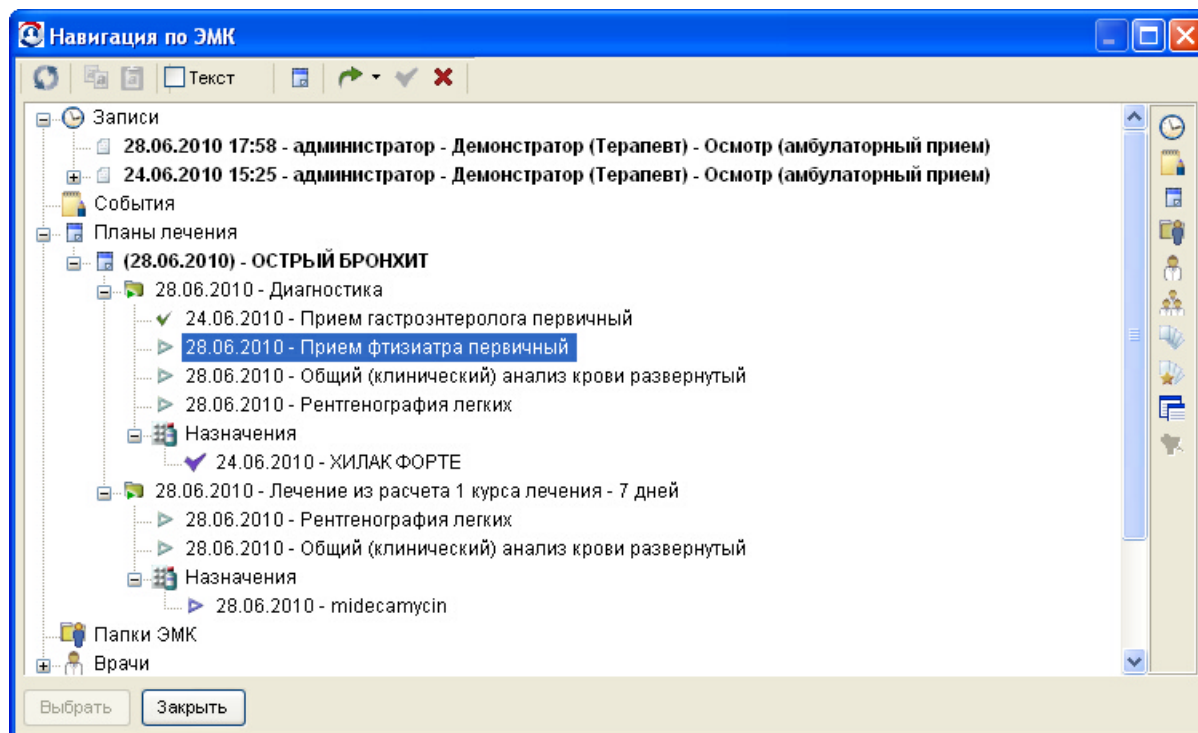 Навигация по ЭМК
Текст
Записи
28.06.2010 17:58 - администратор - Демонстратор (Терапевт) - Осмотр (амбулаторный прием)
24.06.2010 15:25 - администратор - Демонстратор (Терапевт) - Осмотр (амбулаторный прием)
События
Планы лечения
(28.06.2010) - ОСТРЫЙ БРОНХИТ
28.06.2010 - Диагностика
24.06.2010 - Прием гастроэнтеролога первичный
28.06.2010 - Прием фтизиатра первичный
28.06.2010 - Общий (клинический) анализ крови развернутый
28.06.2010 - Рентгенография легких
Назначения
24.06.2010 - ХИЛАК ФОРТЕ
28.06.2010 - Лечение из расчета 1 курса лечения - 7 дней
28.06.2010 - Рентгенография легких
28.06.2010 - Общий (клинический) анализ крови развернутый
Назначения
28.06.2010 - midecamycin
Папки ЭМК
Врачи
Выбрать Закрыть